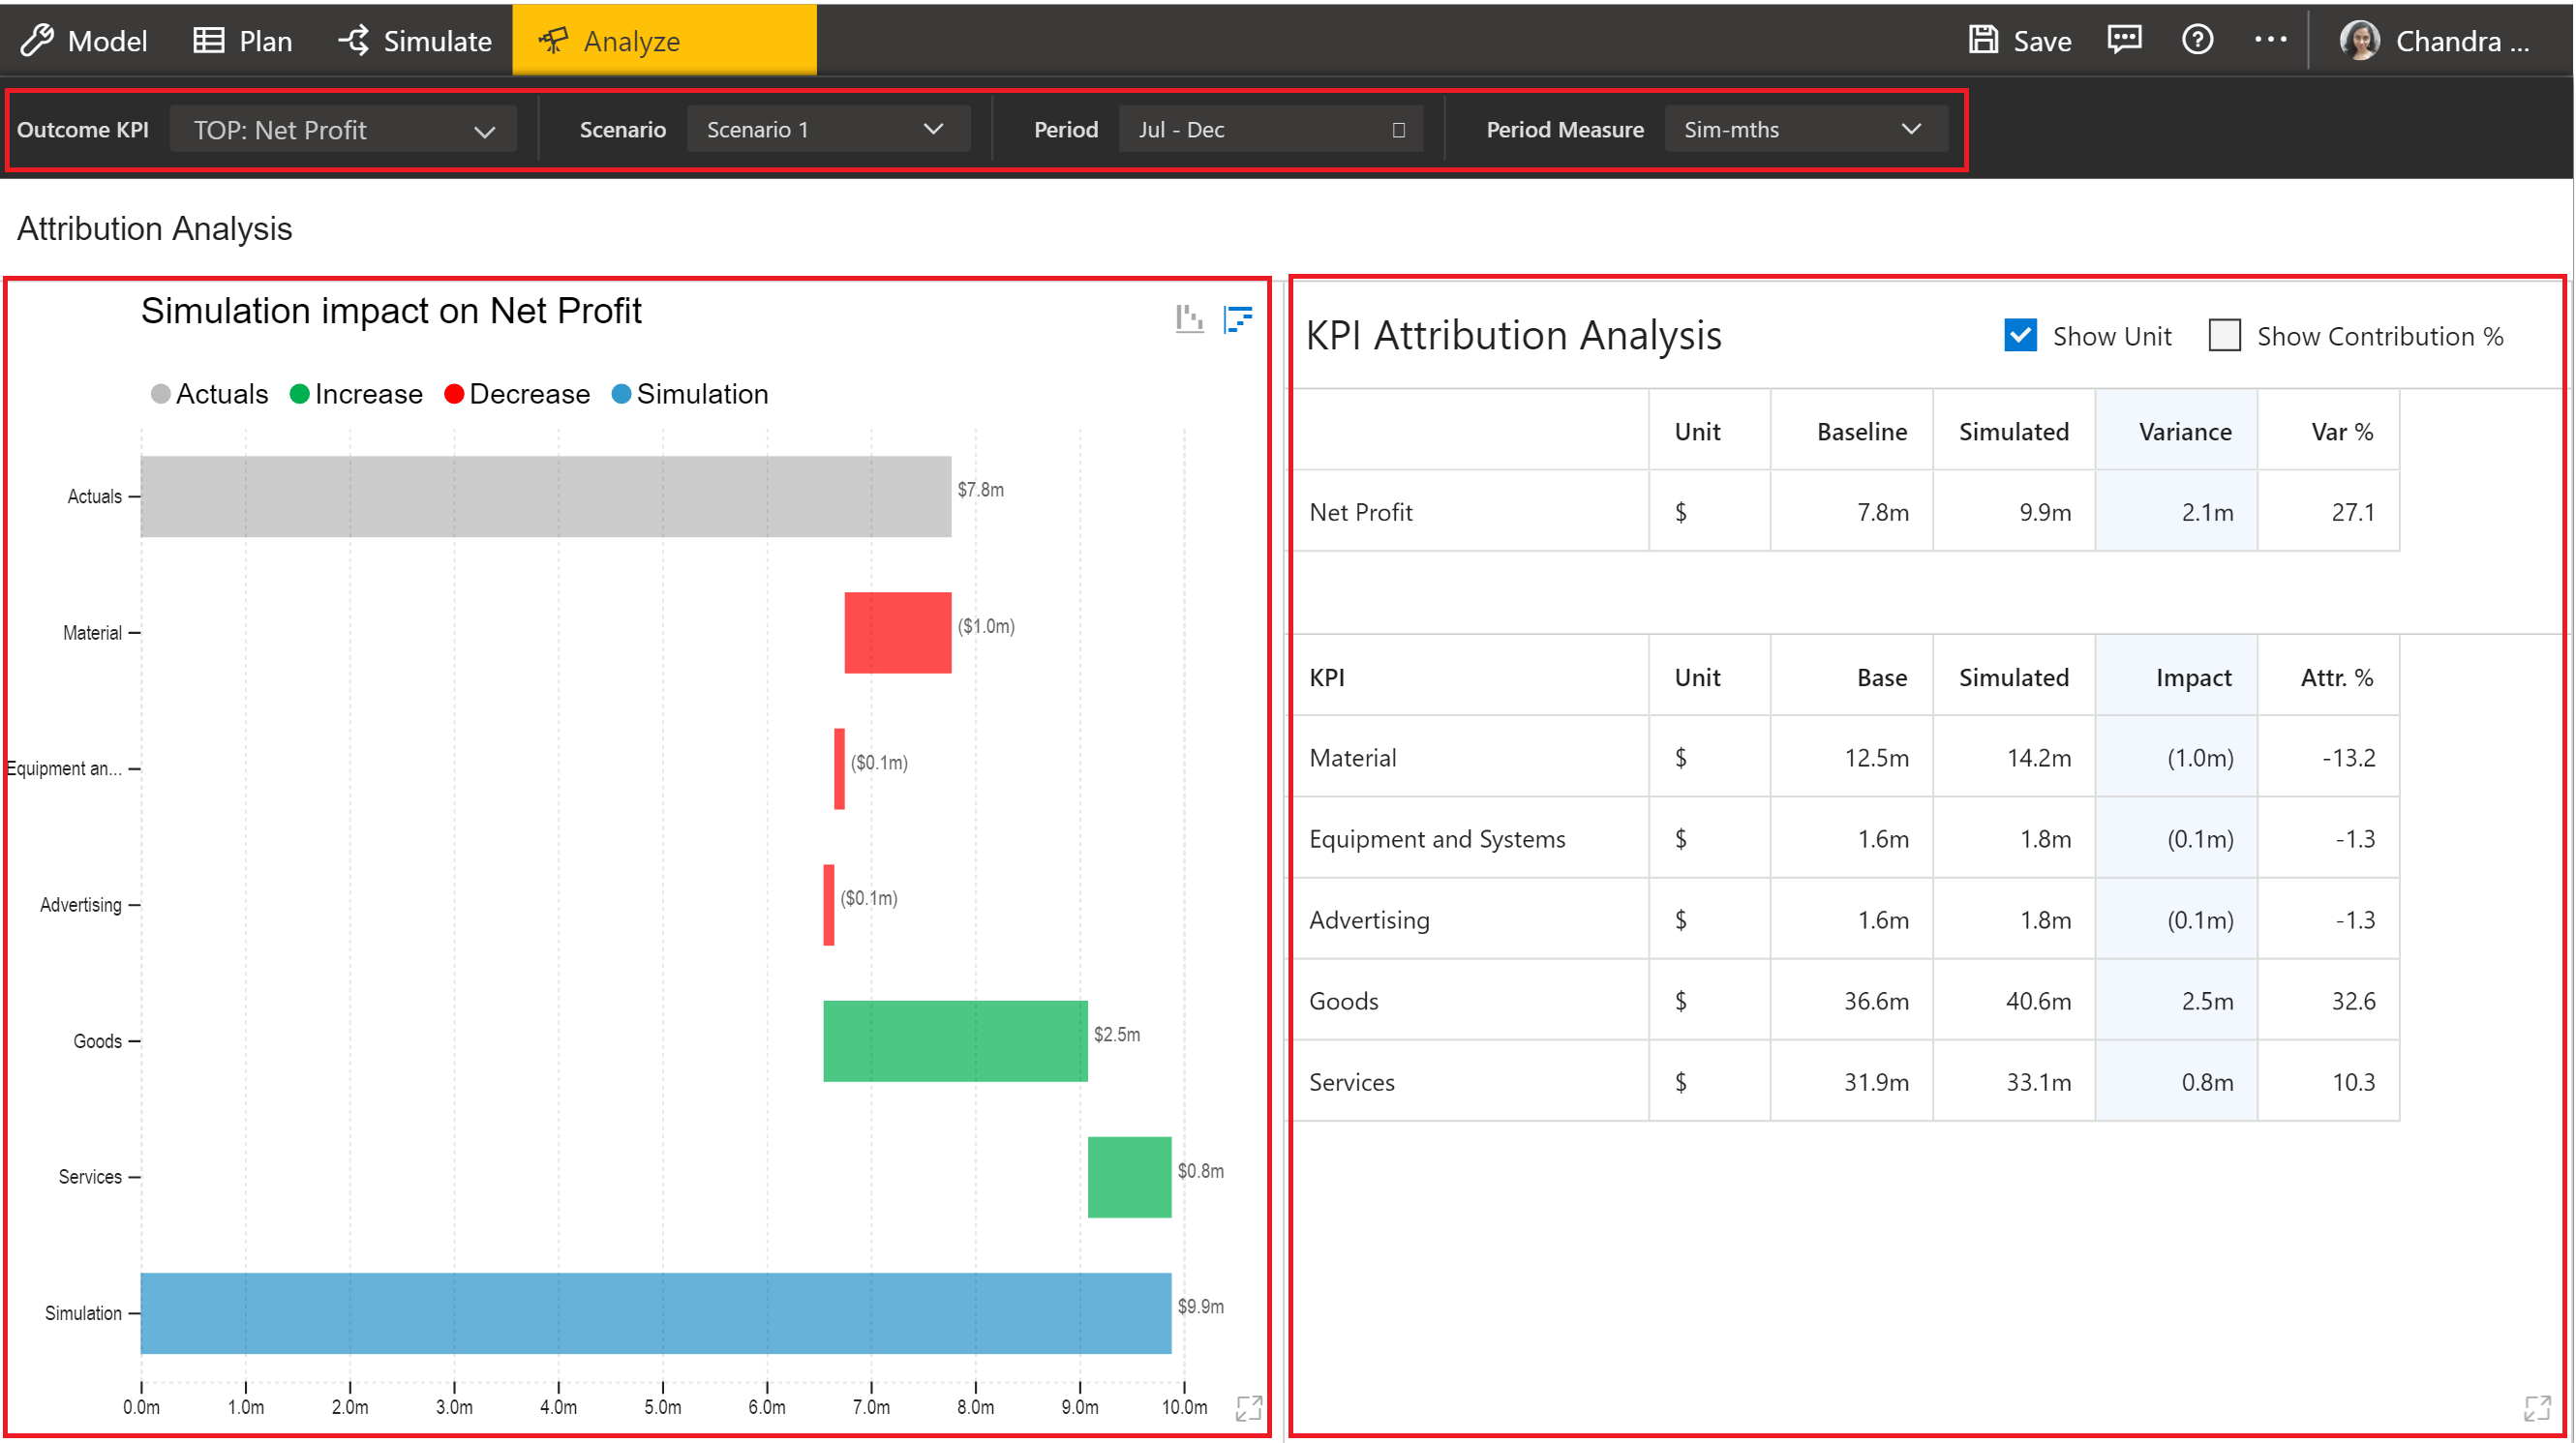 Model Plan Simulate Analyze Save Chandra ...
Outcome KPI TOP: Net Profit Scenario Scenario 1 Period Jul - Dec Period Measure Sim-mths
Attribution Analysis
Simulation impact on Net Profit
Actuals Increase Decrease Simulation
Actuals $7.8m
Material ($1.0m)
Equipment an... ($0.1m)
Advertising ($0.1m)
Goods $2.5m
Services $0.8m
Simulation $9.9m
0.0m 1.0m 2.0m 3.0m 4.0m 5.0m 6.0m 7.0m 8.0m 9.0m 10.0m
KPI Attribution Analysis Show Unit Show Contribution %
Unit Baseline Simulated Variance Var %
Net Profit $ 7.8m 9.9m 2.1m 27.1
KPI Unit Base Simulated Impact Attr. %
Material $ 12.5m 14.2m (1.0m) -13.2
Equipment and Systems $ 1.6m 1.8m (0.1m) -1.3
Advertising $ 1.6m 1.8m (0.1m) -1.3
Goods $ 36.6m 40.6m 2.5m 32.6
Services $ 31.9m 33.1m 0.8m 10.3